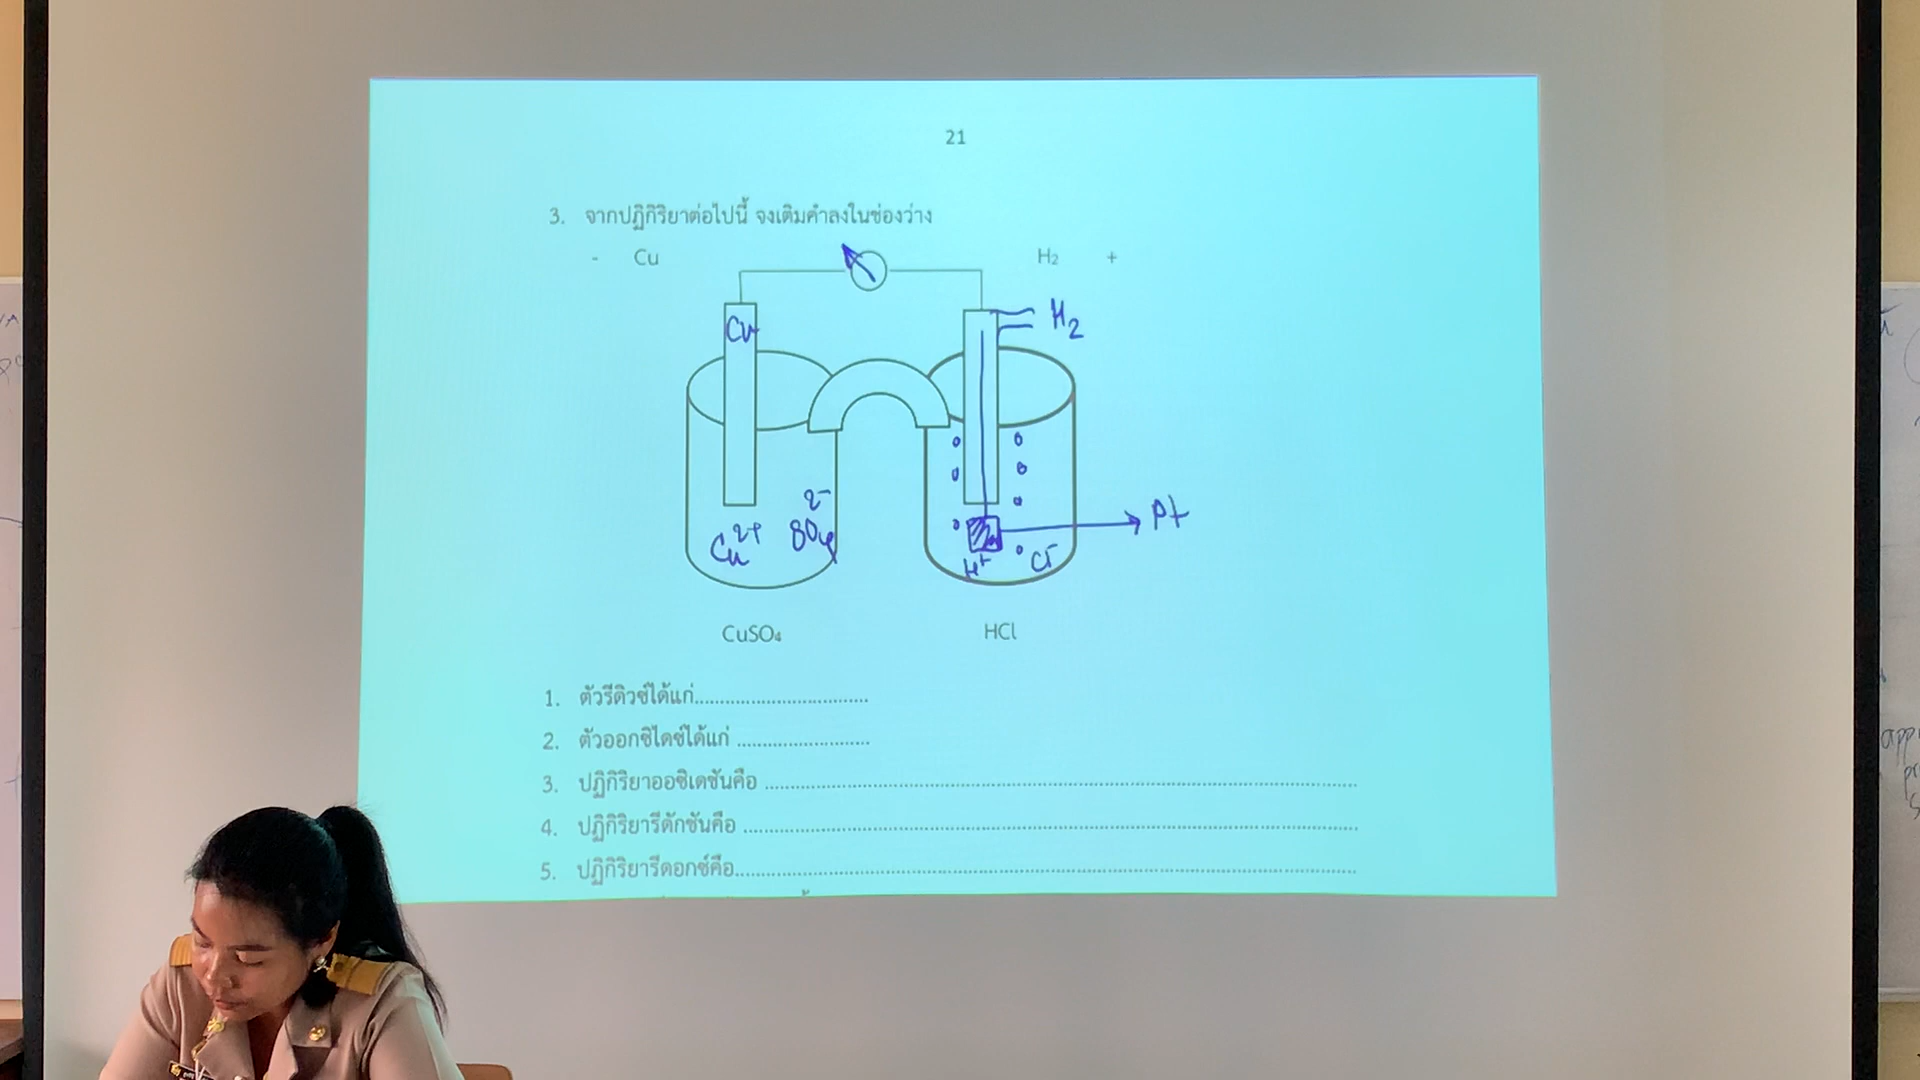 21
3. จากปฏิกิริยาต่อไปนี้ จงเติมคำลงในช่องว่าง
- Cu H₂ +
Cu H₂
Cu²⁺ SO₄²⁻ H⁺ Cl⁻ Pt
CuSO₄ HCl
1. ตัวรีดิวซ์ได้แก่................................
2. ตัวออกซิไดซ์ได้แก่ ........................
3. ปฏิกิริยาออซิเดชันคือ ................................................................................
4. ปฏิกิริยารีดักชันคือ ................................................................................
5. ปฏิกิริยารีดอกซ์คือ................................................................................
app